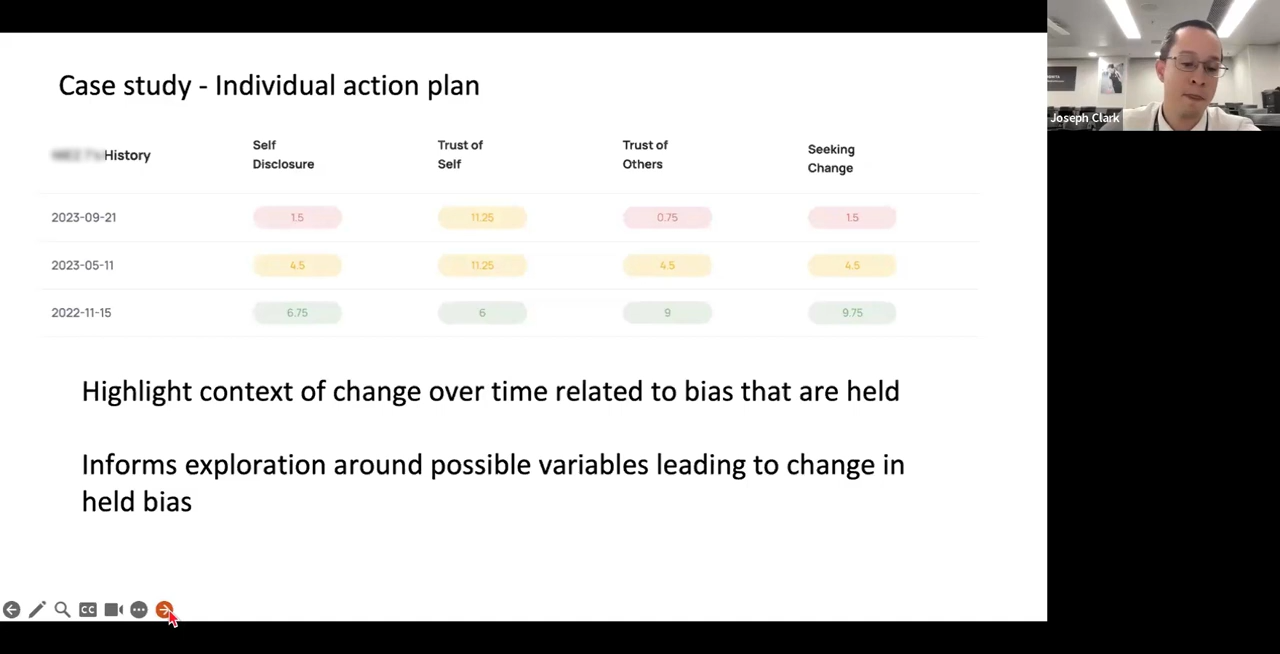 Case study - Individual action plan
History
Self
Disclosure
Trust of
Self
Trust of
Others
Seeking
Change
2023-09-21
1.5
11.25
0.75
1.5
2023-05-11
4.5
11.25
4.5
4.5
2022-11-15
6.75
6
9
9.75
Highlight context of change over time related to bias that are held
Informs exploration around possible variables leading to change in
held bias
CC
Joseph Clark